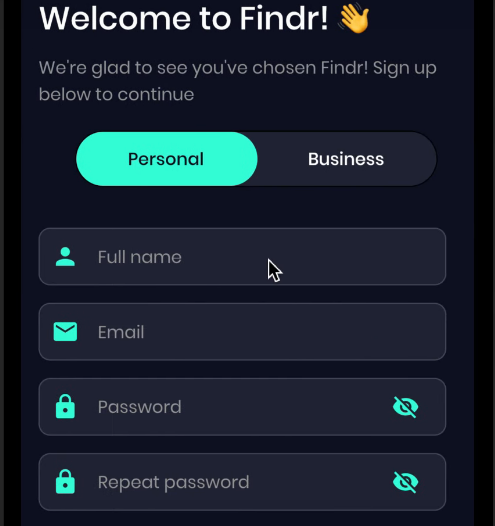 Welcome to Findr! 👋
We're glad to see you've chosen Findr! Sign up
below to continue
Personal
Business
Full name
Email
Password
Repeat password